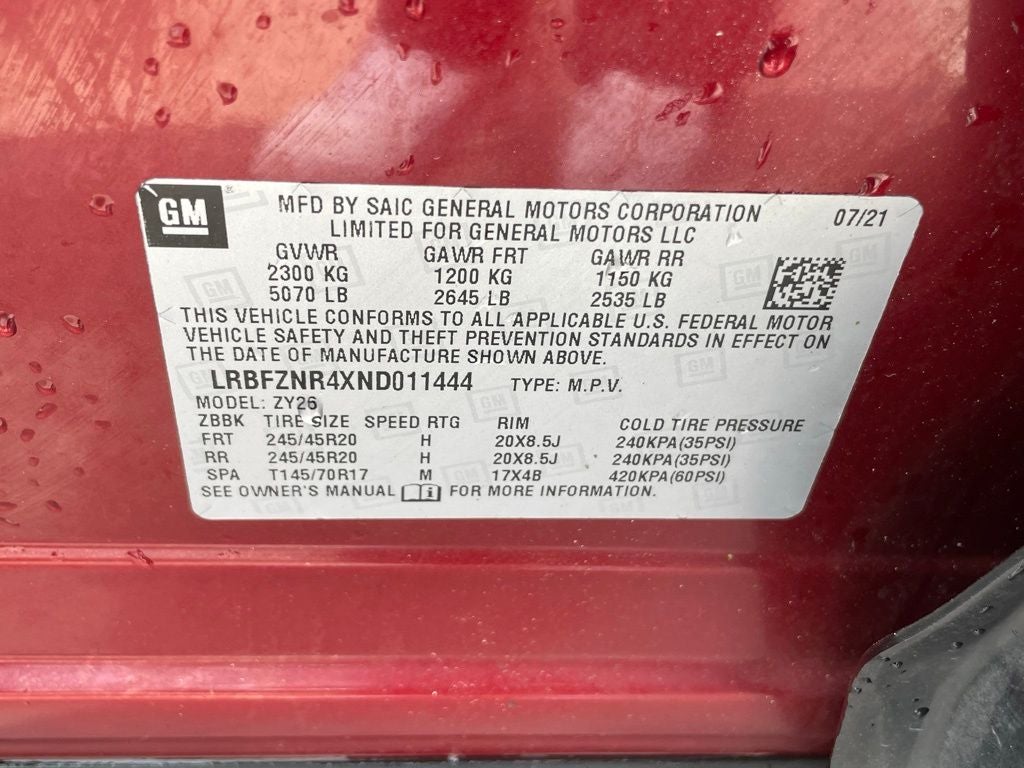 GM
MFD BY SAIC GENERAL MOTORS CORPORATION 07/21
LIMITED FOR GENERAL MOTORS LLC
GVWR GAWR FRT GAWR RR
2300 KG 1200 KG 1150 KG
5070 LB 2645 LB 2535 LB
THIS VEHICLE CONFORMS TO ALL APPLICABLE U.S. FEDERAL MOTOR
VEHICLE SAFETY AND THEFT PREVENTION STANDARDS IN EFFECT ON
THE DATE OF MANUFACTURE SHOWN ABOVE.
LRBFZNR4XND011444 TYPE: M.P.V.
MODEL: ZY26
ZBBK TIRE SIZE SPEED RTG RIM COLD TIRE PRESSURE
FRT 245/45R20 H 20X8.5J 240KPA(35PSI)
RR 245/45R20 H 20X8.5J 240KPA(35PSI)
SPA T145/70R17 M 17X4B 420KPA(60PSI)
SEE OWNER'S MANUAL FOR MORE INFORMATION.